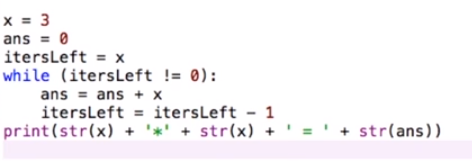 x = 3
ans = 0
itersLeft = x
while (itersLeft != 0):
    ans = ans + x
    itersLeft = itersLeft - 1
print(str(x) + '*' + str(x) + ' = ' + str(ans))